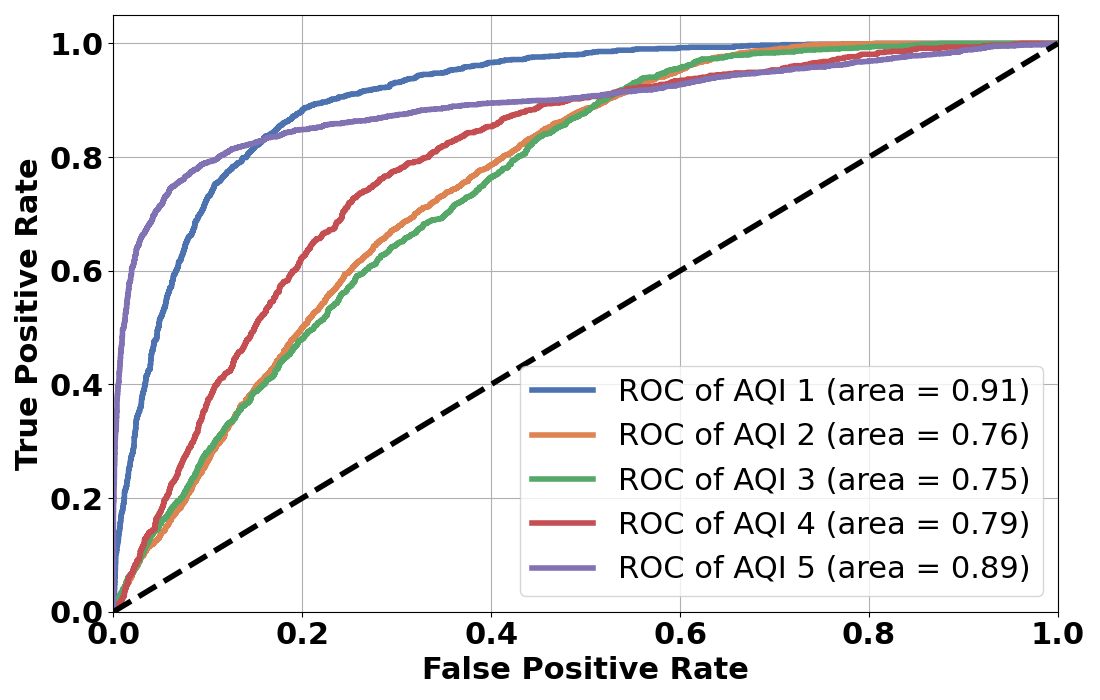 1.0
0.8
0.6
0.4
0.2
0.0
True Positive Rate
ROC of AQI 1 (area = 0.91)
ROC of AQI 2 (area = 0.76)
ROC of AQI 3 (area = 0.75)
ROC of AQI 4 (area = 0.79)
ROC of AQI 5 (area = 0.89)
0.0 0.2 0.4 0.6 0.8 1.0
False Positive Rate